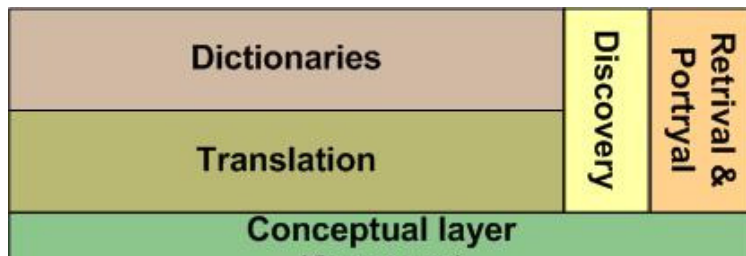 Dictionaries
Translation
Discovery
Retrival &
Portryal
Conceptual layer